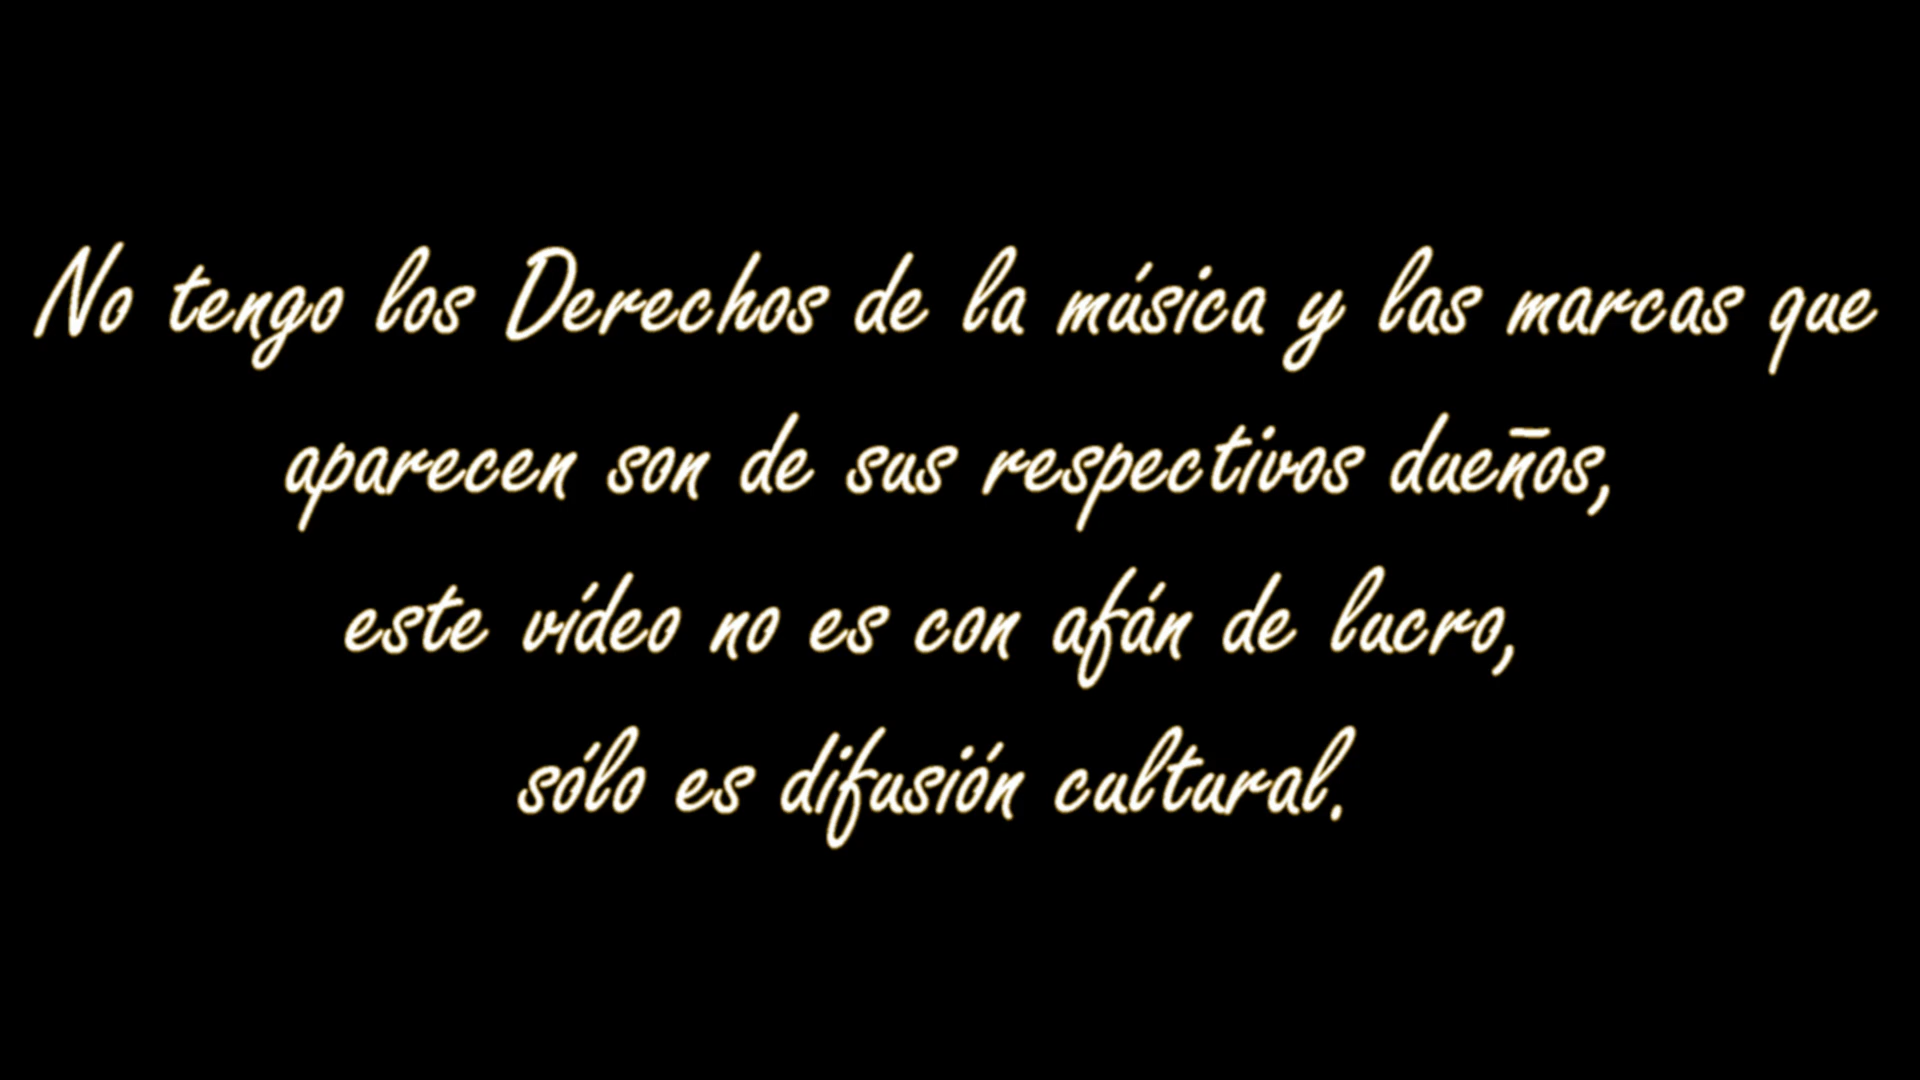 No tengo los Derechos de la música y las marcas que
aparecen son de sus respectivos dueños,
este vídeo no es con afán de lucro,
sólo es difusión cultural.